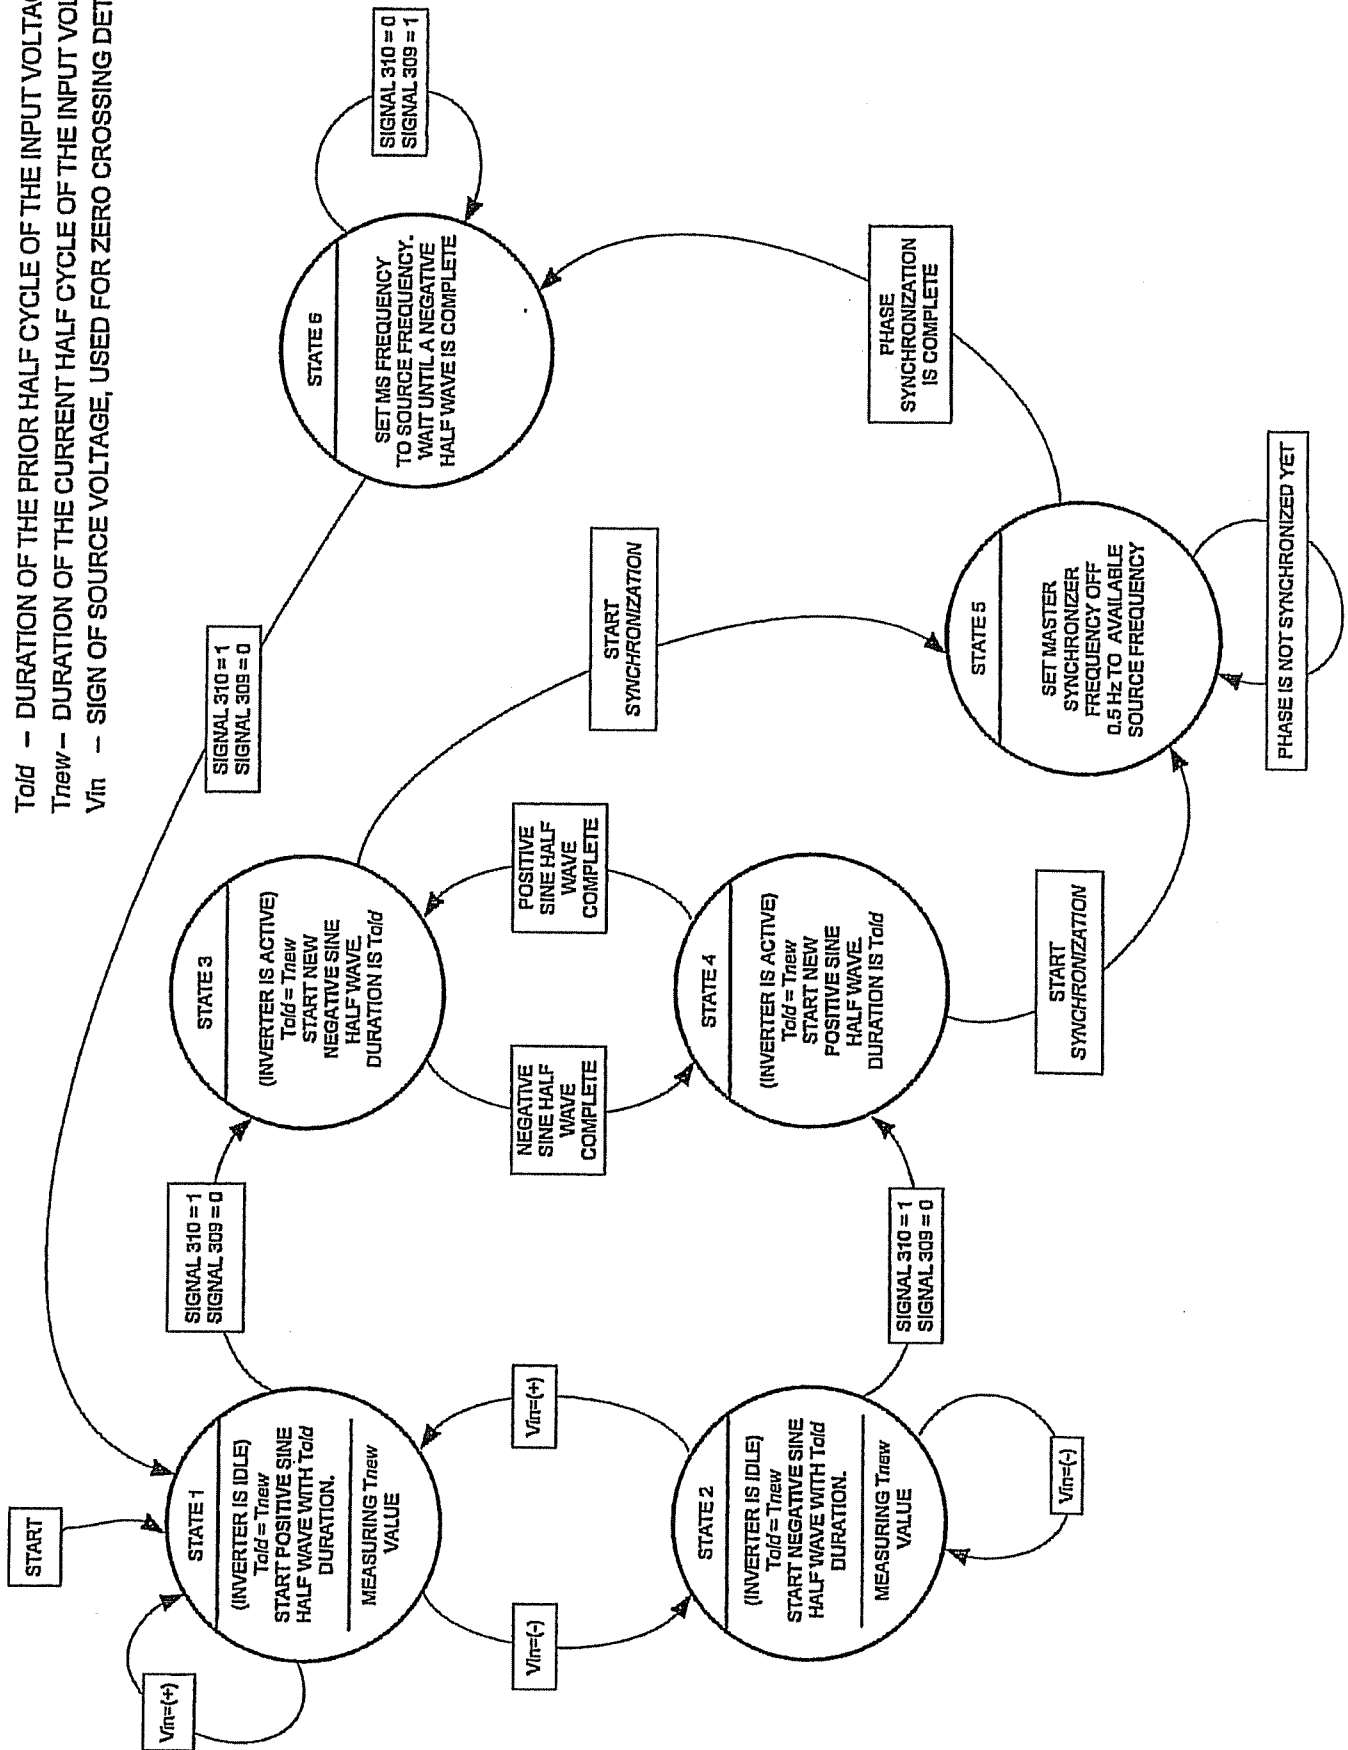 Told – DURATION OF THE PRIOR HALF CYCLE OF THE INPUT
Tnew – DURATION OF THE CURRENT HALF CYCLE OF THE INPUT
Vin – SIGN OF SOURCE VOLTAGE, USED FOR ZERO CROSSING
START
Vin=(+)
STATE 1
(INVERTER IS IDLE)
Told = Tnew
START POSITIVE SINE
HALF WAVE WITH Told
DURATION.
MEASURING Tnew
VALUE
Vin=(-)
Vin=(+)
STATE 2
(INVERTER IS IDLE)
Told = Tnew
START NEGATIVE SINE
HALF WAVE WITH Told
DURATION.
MEASURING Tnew
VALUE
Vin=(-)
SIGNAL 310 = 1
SIGNAL 309 = 0
SIGNAL 310 = 1
SIGNAL 309 = 0
STATE 3
(INVERTER IS ACTIVE)
Told = Tnew
START NEW
NEGATIVE SINE
HALF WAVE.
DURATION IS Told
NEGATIVE
SINE HALF
WAVE
COMPLETE
POSITIVE
SINE HALF
WAVE
COMPLETE
STATE 4
(INVERTER IS ACTIVE)
Told = Tnew
START NEW
POSITIVE SINE
HALF WAVE.
DURATION IS Told
START
SYNCHRONIZATION
START
SYNCHRONIZATION
SIGNAL 310 = 1
SIGNAL 309 = 0
STATE 5
SET MASTER
SYNCHRONIZER
FREQUENCY OFF
0.5 Hz TO AVAILABLE
SOURCE FREQUENCY
PHASE IS NOT SYNCHRONIZED YET
PHASE
SYNCHRONIZATION
IS COMPLETE
STATE 6
SET MS FREQUENCY
TO SOURCE FREQUENCY.
WAIT UNTIL A NEGATIVE
HALF WAVE IS COMPLETE
SIGNAL 310 = 0
SIGNAL 309 = 1